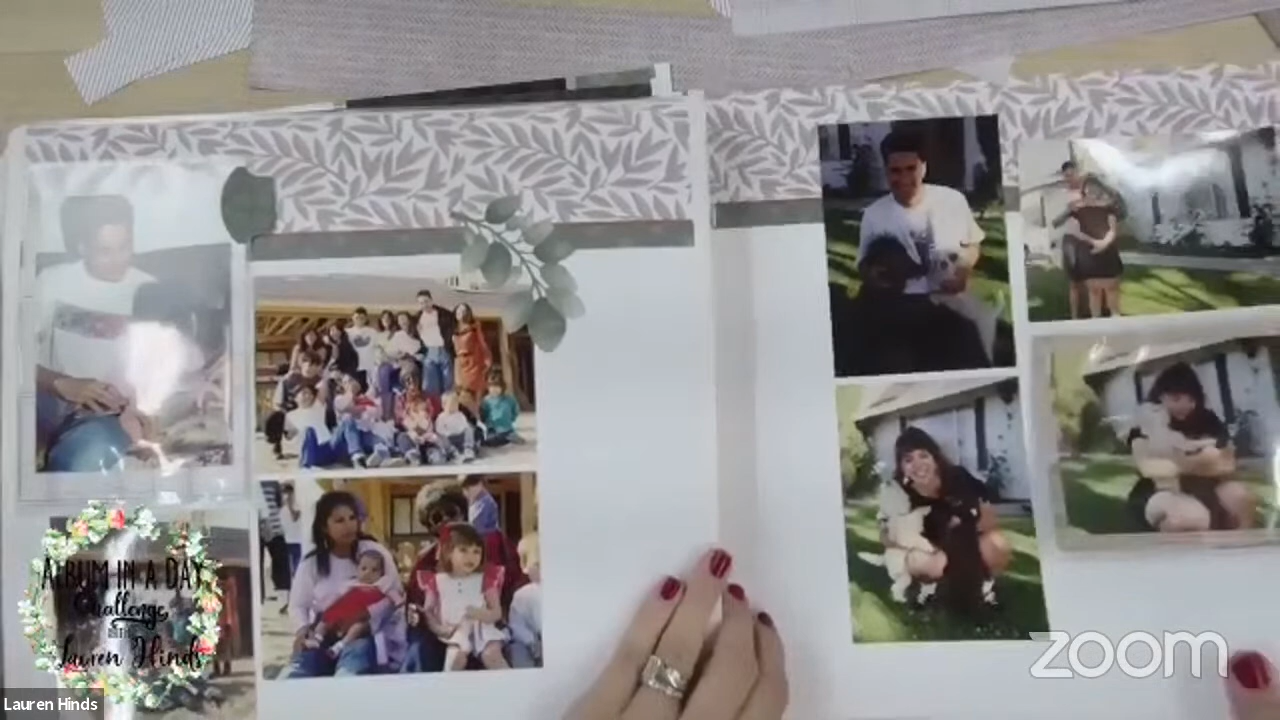 ALBUM IN A DAY
Challenge
with
Lauren Hinds
zoom
Lauren Hinds